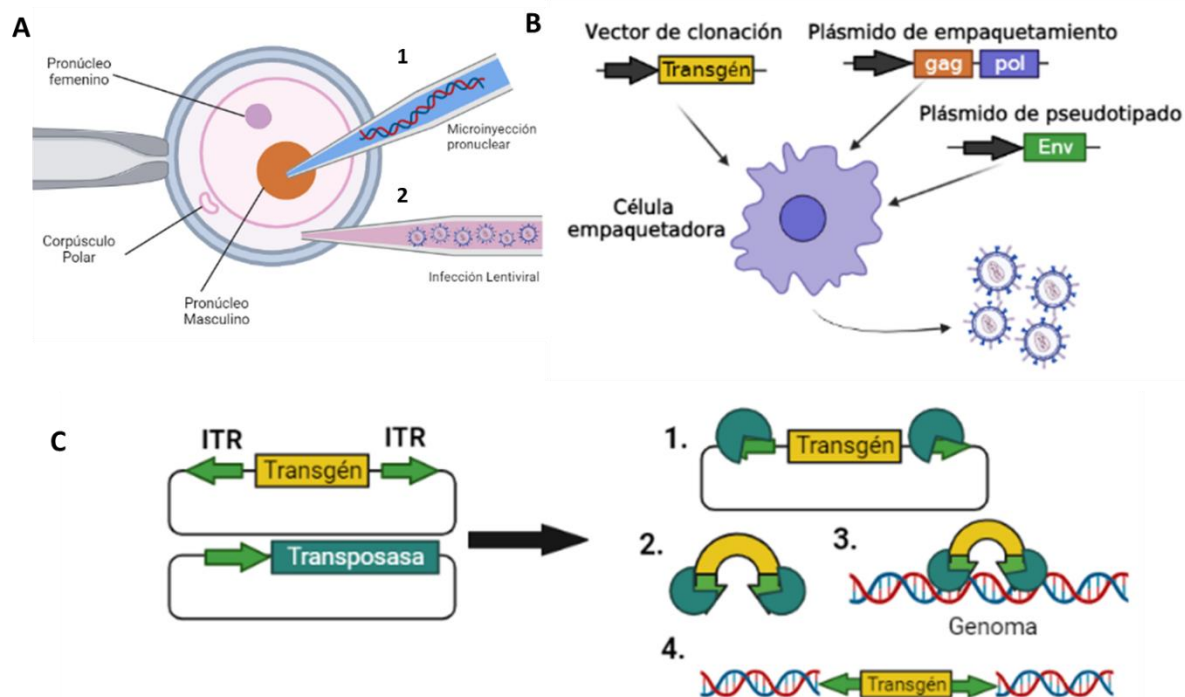 A
Pronúcleo
femenino
1
Microinyección
pronuclear
2
Corpúsculo
Polar
Infección Lentiviral
Pronúcleo
Masculino
B
Vector de clonación
Transgén
Plásmido de empaquetamiento
gag pol
Plásmido de pseudotipado
Env
Célula
empaquetadora
C
ITR ITR
Transgén
Transposasa
1.
Transgén
2.
3.
Genoma
4.
Transgén